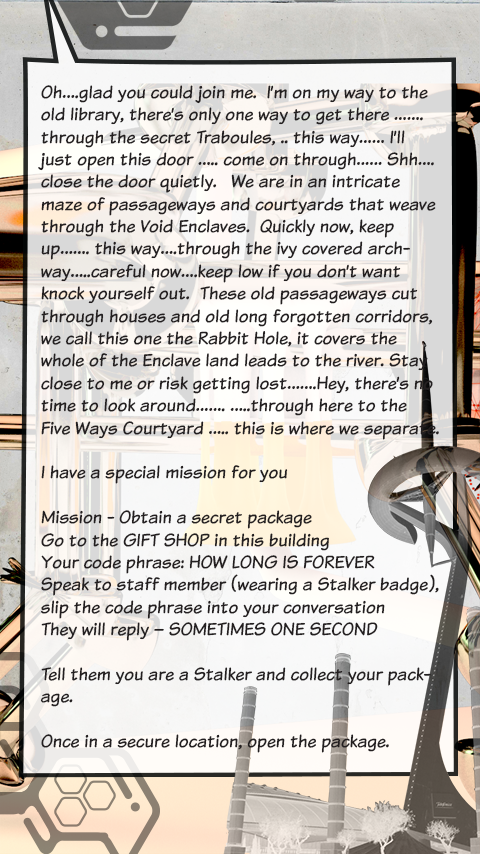 Oh....glad you could join me.  I'm on my way to the
old library, there's only one way to get there .......
through the secret Traboules, .. this way...... I'll
just open this door ..... come on through...... Shh....
close the door quietly.   We are in an intricate
maze of passageways and courtyards that weave
through the Void Enclaves.  Quickly now, keep
up....... this way....through the ivy covered arch-
way.....careful now....keep low if you don't want
knock yourself out.  These old passageways cut
through houses and old long forgotten corridors,
we call this one the Rabbit Hole, it covers the
whole of the Enclave land leads to the river. Stay
close to me or risk getting lost.......Hey, there's no
time to look around....... .....through here to the
Five Ways Courtyard ..... this is where we separate.
I have a special mission for you
Mission - Obtain a secret package
Go to the GIFT SHOP in this building
Your code phrase: HOW LONG IS FOREVER
Speak to staff member (wearing a Stalker badge),
slip the code phrase into your conversation
They will reply – SOMETIMES ONE SECOND
Tell them you are a Stalker and collect your pack-
age.
Once in a secure location, open the package.